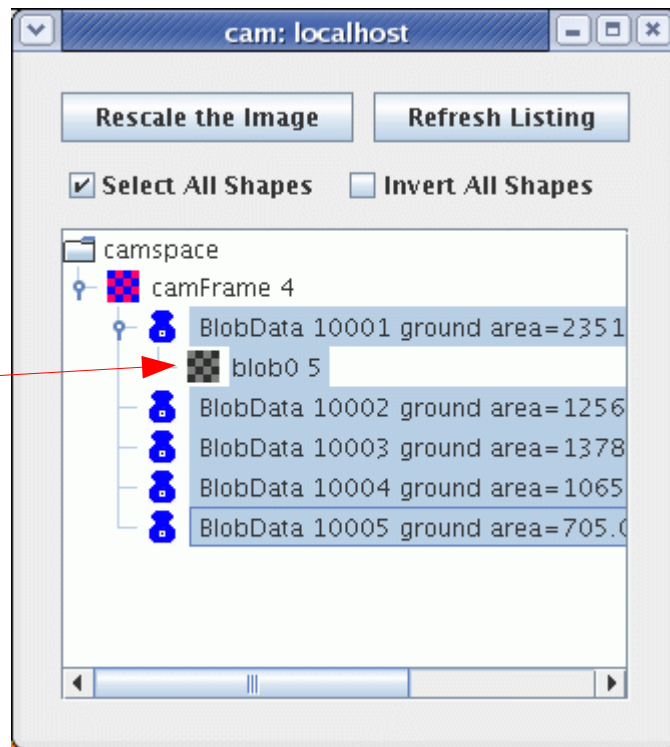 cam: localhost
Rescale the Image Refresh Listing
Select All Shapes Invert All Shapes
camspace
camFrame 4
BlobData 10001 ground area=2351
blob0 5
BlobData 10002 ground area=1256
BlobData 10003 ground area=1378
BlobData 10004 ground area=1065
BlobData 10005 ground area=705.